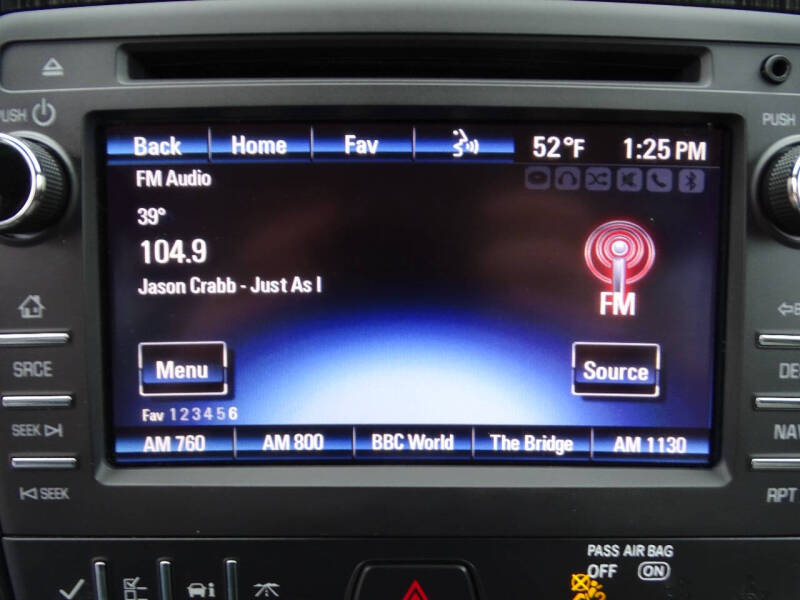 PUSH
PUSH
Back Home Fav 52°F 1:25 PM
FM Audio
39°
104.9
Jason Crabb - Just As I
FM
Menu Source
SRCE
Fav 1 2 3 4 5 6
SEEK
AM 760 AM 800 BBC World The Bridge AM 1130
SEEK
RPT
PASS AIR BAG
OFF ON